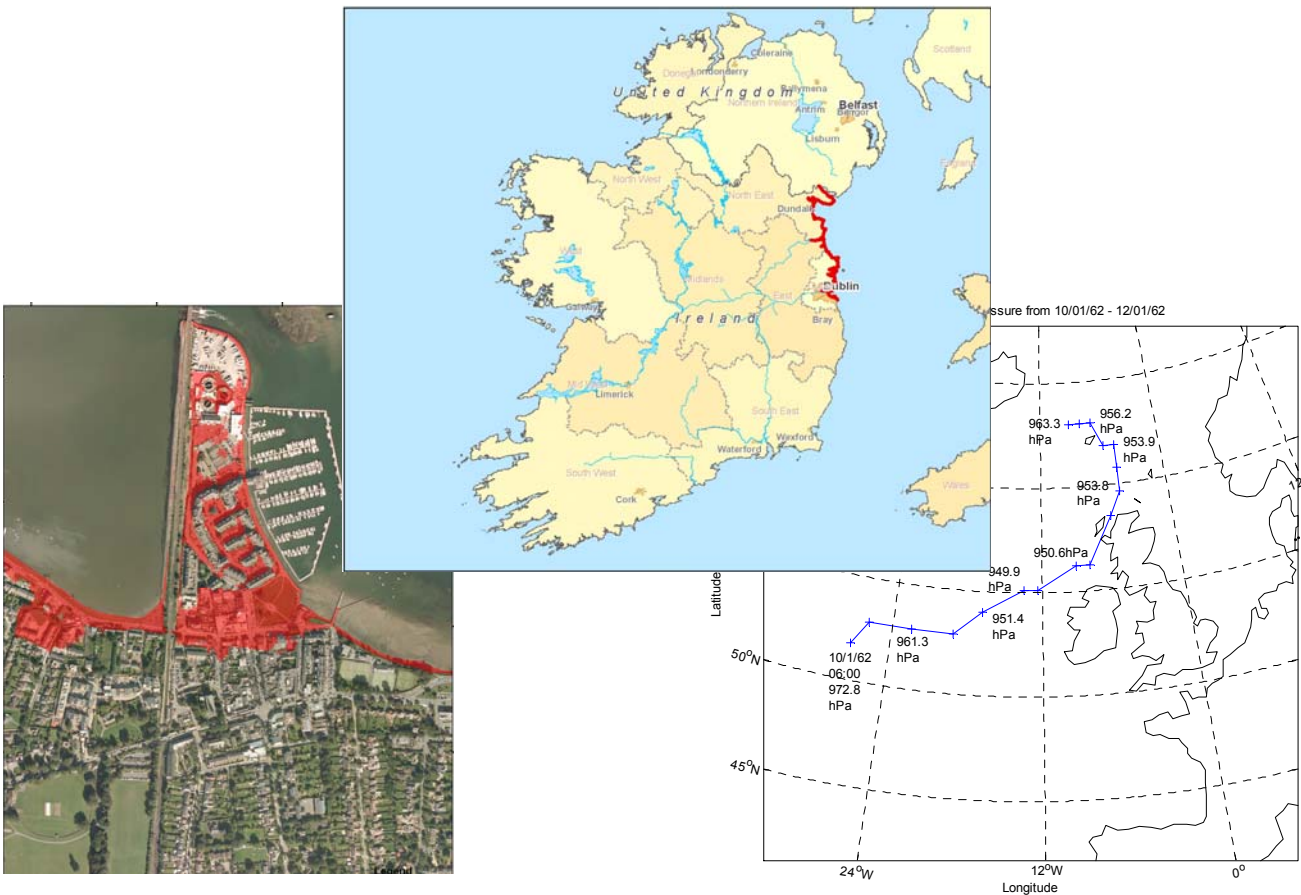 Scotland
Coleraine
Donegal
Londonderry
United Kingdom
Ballymena
Northern Ireland
Antrim
Belfast
Bangor
Lisburn
England
North West
North East
Dundalk
West
Midlands
Dublin
East
Galway
Ireland
Bray
Mid West
Limerick
South East
Wexford
Waterford
South West
Wales
Cork
ssure from 10/01/62 - 12/01/62
963.3
hPa
956.2
hPa
953.9
hPa
953.8
hPa
950.6hPa
949.9
hPa
951.4
hPa
961.3
hPa
10/1/62
06:00
972.8
hPa
Latitude
50°N
45°N
24°W
12°W
0°
Longitude
Legend